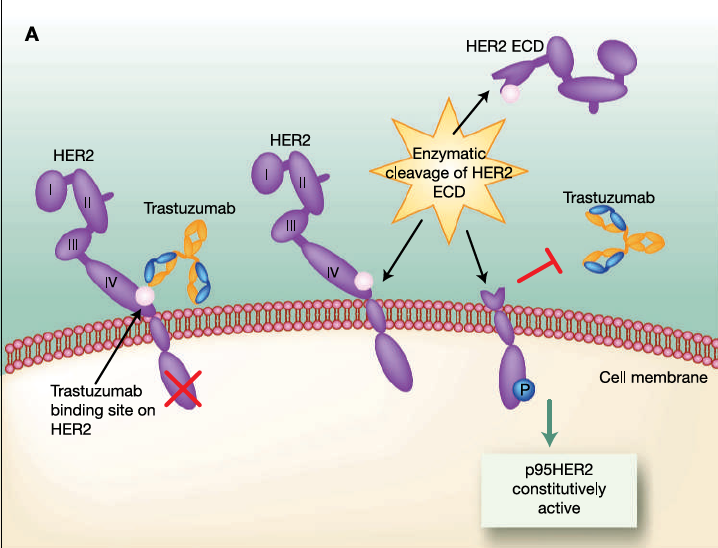 A
HER2 ECD
Enzymatic
cleavage of HER2
ECD
HER2
I
II
III
IV
Trastuzumab
HER2
I
II
III
IV
Trastuzumab
Trastuzumab
binding site on
HER2
P
Cell membrane
p95HER2
constitutively
active